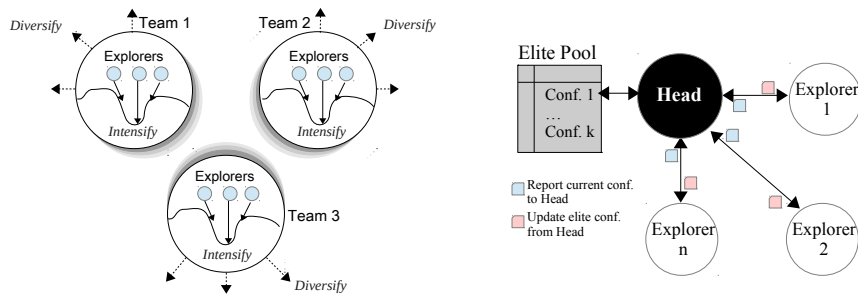 Team 1
Diversify
Explorers
Intensify
Team 2
Diversify
Explorers
Intensify
Explorers
Team 3
Intensify
Diversify
Elite Pool
Conf. 1
...
Conf. k
Head
Explorer
1
Report current conf.
to Head
Update elite conf.
from Head
Explorer
n
Explorer
2